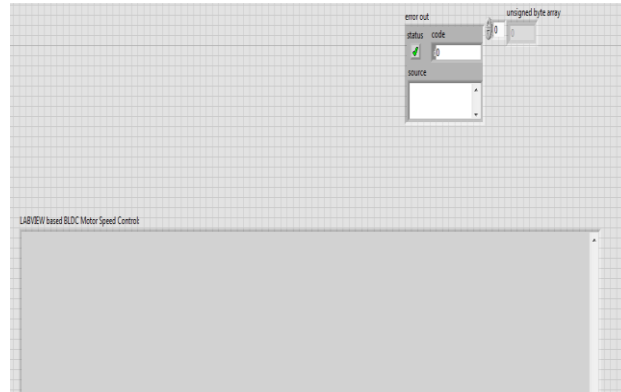 error out
unsigned byte array
status code
0
0
0
source
LABVIEW based BLDC Motor Speed Control: